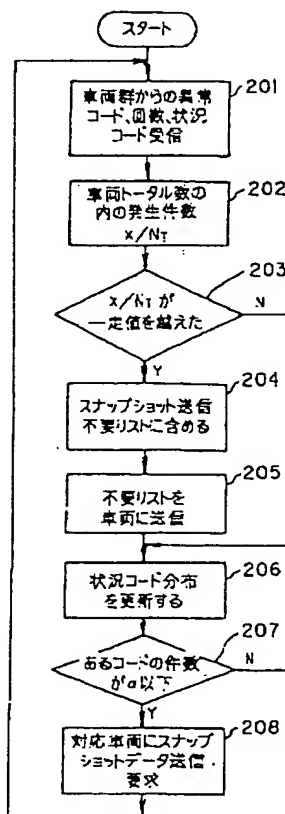 スタート
車両群からの異常
コード、回数、状況
コード受信
201
車両トータル数の
内の発生件数
x/NT
202
x/NTが
一定値を越えた
203
N
Y
スナップショット送信
不要リストに含める
204
不要リストを
車両に送信
205
状況コード分布
を更新する
206
あるコードの件数
がa以下
207
N
Y
対応車両にスナップ
ショットデータ送信
要求
208